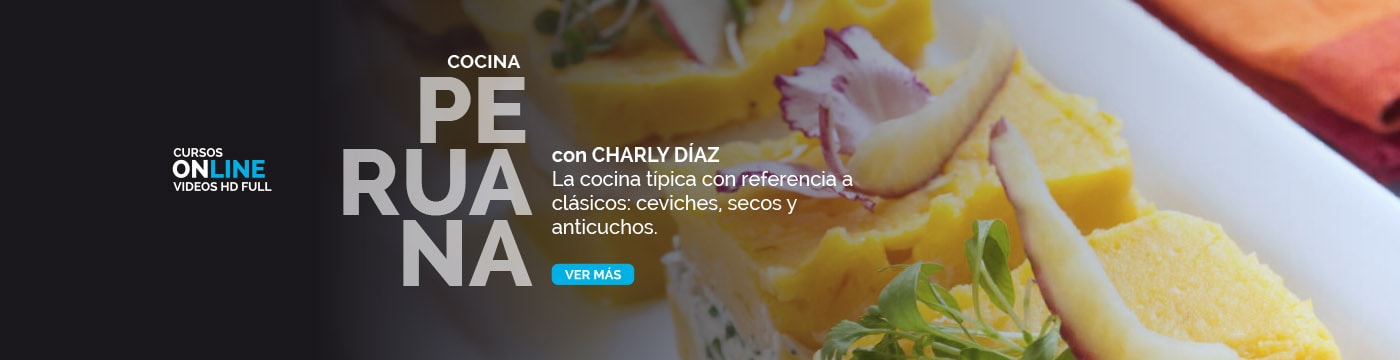 CURSOS
ONLINE
VIDEOS HD FULL
COCINA
PE
RUA
NA
con CHARLY DÍAZ
La cocina típica con referencia a
clásicos: ceviches, secos y
anticuchos.
VER MÁS